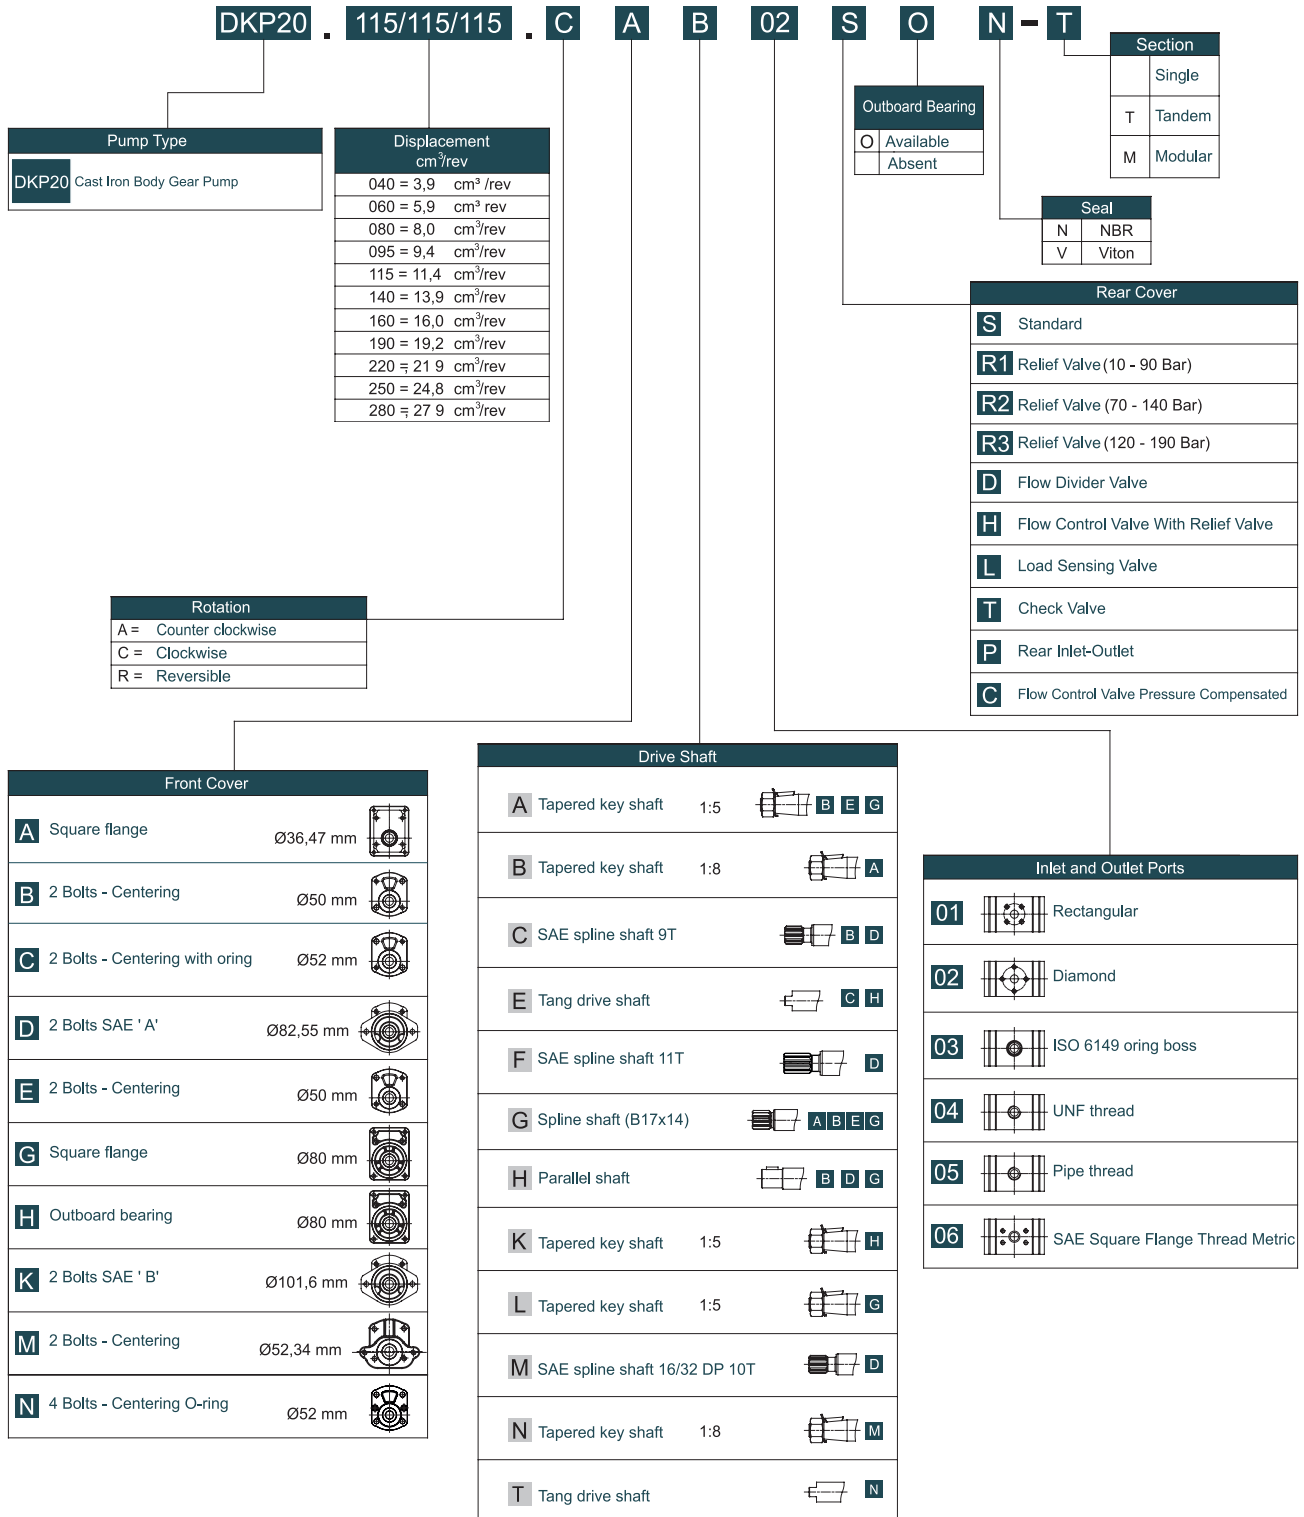 DKP20 . 115/115/115 . C A B 02 S O N - T
Section
Single
T Tandem
M Modular
Outboard Bearing
O Available
Absent
Pump Type
DKP20 Cast Iron Body Gear Pump
Displacement
cm³/rev
040 = 3,9 cm³ /rev
060 = 5,9 cm³ rev
080 = 8,0 cm³/rev
095 = 9,4 cm³/rev
115 = 11,4 cm³/rev
140 = 13,9 cm³/rev
160 = 16,0 cm³/rev
190 = 19,2 cm³/rev
220 = 21,9 cm³/rev
250 = 24,8 cm³/rev
280 = 27,9 cm³/rev
Seal
N NBR
V Viton
Rear Cover
S Standard
R1 Relief Valve (10 - 90 Bar)
R2 Relief Valve (70 - 140 Bar)
R3 Relief Valve (120 - 190 Bar)
D Flow Divider Valve
H Flow Control Valve With Relief Valve
L Load Sensing Valve
T Check Valve
P Rear Inlet-Outlet
C Flow Control Valve Pressure Compensated
Rotation
A = Counter clockwise
C = Clockwise
R = Reversible
Front Cover
A Square flange Ø36,47 mm
B 2 Bolts - Centering Ø50 mm
C 2 Bolts - Centering with oring Ø52 mm
D 2 Bolts SAE ' A' Ø82,55 mm
E 2 Bolts - Centering Ø50 mm
G Square flange Ø80 mm
H Outboard bearing Ø80 mm
K 2 Bolts SAE ' B' Ø101,6 mm
M 2 Bolts - Centering Ø52,34 mm
N 4 Bolts - Centering O-ring Ø52 mm
Drive Shaft
A Tapered key shaft 1:5 B E G
B Tapered key shaft 1:8 A
C SAE spline shaft 9T B D
E Tang drive shaft C H
F SAE spline shaft 11T D
G Spline shaft (B17x14) A B E G
H Parallel shaft B D G
K Tapered key shaft 1:5 H
L Tapered key shaft 1:5 G
M SAE spline shaft 16/32 DP 10T D
N Tapered key shaft 1:8 M
T Tang drive shaft N
Inlet and Outlet Ports
01 Rectangular
02 Diamond
03 ISO 6149 oring boss
04 UNF thread
05 Pipe thread
06 SAE Square Flange Thread Metric